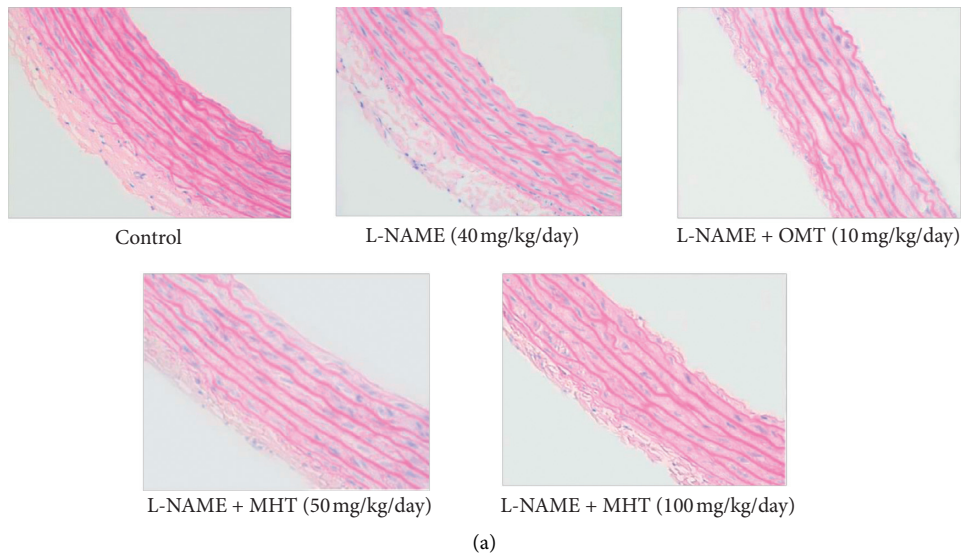 Control
L-NAME (40 mg/kg/day)
L-NAME + OMT (10 mg/kg/day)
L-NAME + MHT (50 mg/kg/day)
L-NAME + MHT (100 mg/kg/day)
(a)